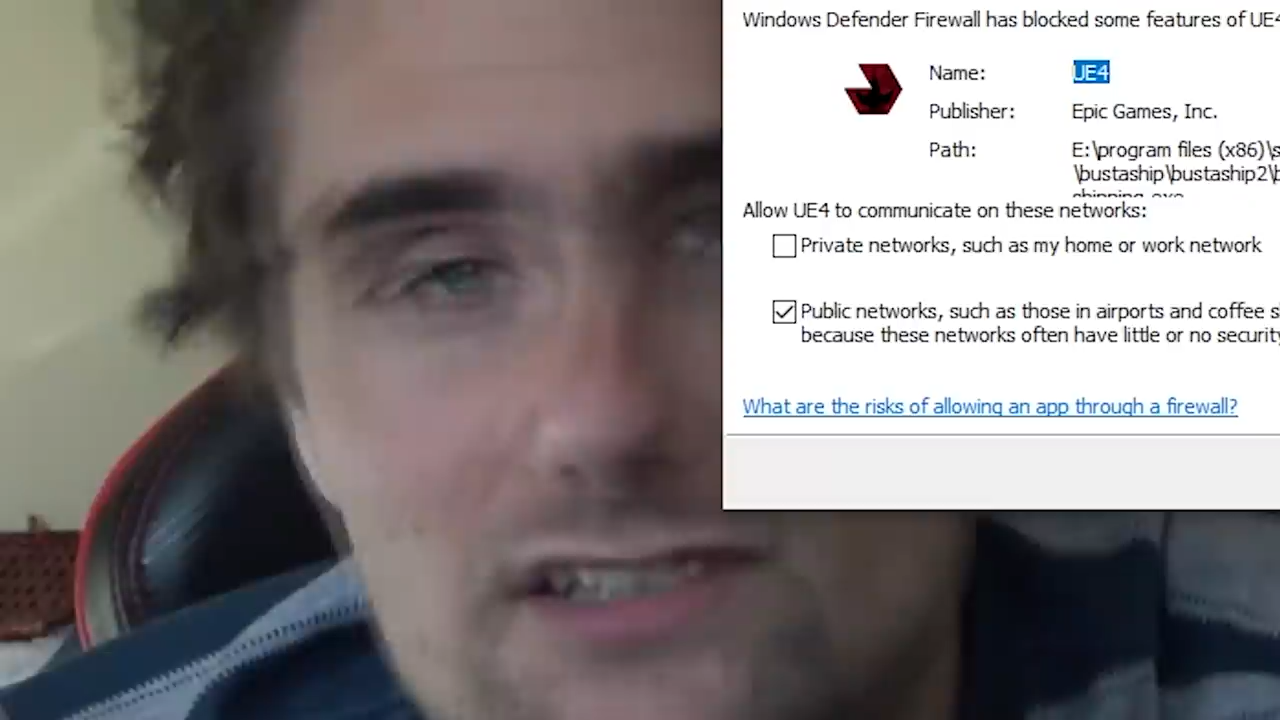 Windows Defender Firewall has blocked some features of UE4
Name: UE4
Publisher: Epic Games, Inc.
Path: E:\program files (x86)\s
\bustaship\bustaship2\b
shipping.exe
Allow UE4 to communicate on these networks:
Private networks, such as my home or work network
Public networks, such as those in airports and coffee s
because these networks often have little or no security
What are the risks of allowing an app through a firewall?